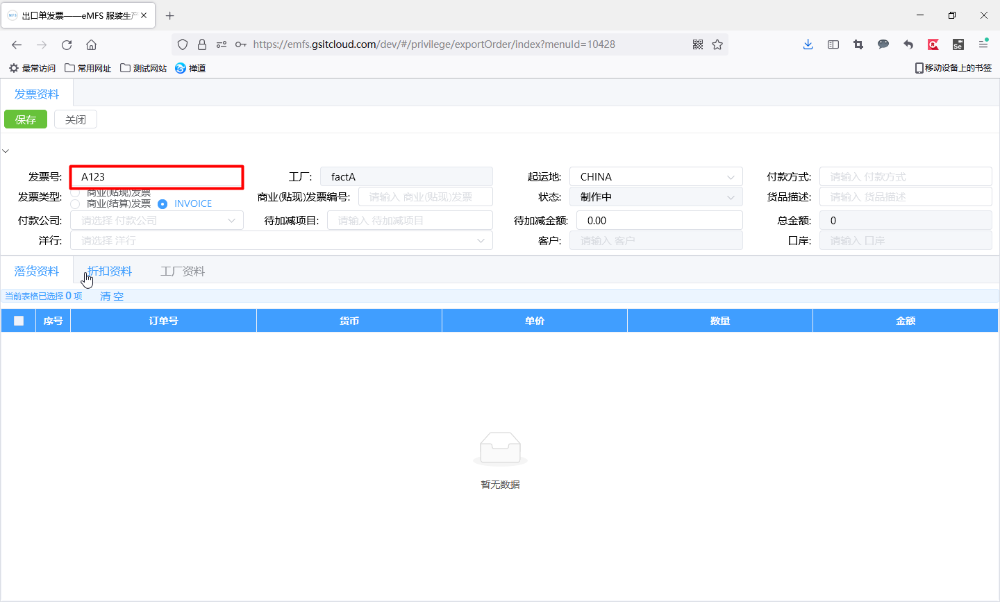 出口单发票——eMFS 服装生产
https://emfs.gsitcloud.com/dev/#/privilege/exportOrder/index?menuId=10428
最常访问 常用网址 测试网站 禅道 移动设备上的书签
发票资料
保存 关闭
发票号: A123 工厂: factA 起运地: CHINA 付款方式: 请输入 付款方式
发票类型: 商业(贴现)发票 商业(结算)发票 INVOICE 商业(贴现)发票编号: 请输入 商业(贴现)发票 状态: 制作中 货品描述: 请输入 货品描述
付款公司: 请选择 付款公司 待加减项目: 请输入 待加减项目 待加减金额: 0.00 总金额: 0
洋行: 请选择 洋行 客户: 请输入 客户 口岸: 请输入 口岸
落货资料 折扣资料 工厂资料
当前表格已选择 0 项 清 空
序号 订单号 货币 单价 数量 金额
暂无数据